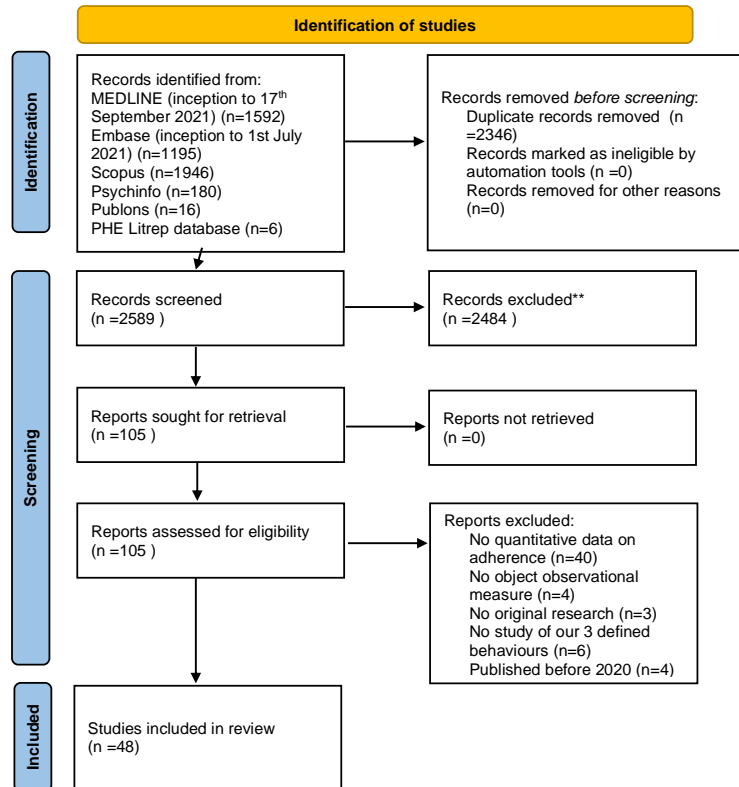 Identification of studies
Identification
Records identified from:
MEDLINE (inception to 17th
September 2021) (n=1592)
Embase (inception to 1st July
2021) (n=1195)
Scopus (n=1946)
Psychinfo (n=180)
Publons (n=16)
PHE Litrep database (n=6)
Records removed before screening:
Duplicate records removed (n
=2346)
Records marked as ineligible by
automation tools (n =0)
Records removed for other reasons
(n=0)
Screening
Records screened
(n =2589 )
Records excluded**
(n =2484 )
Reports sought for retrieval
(n =105 )
Reports not retrieved
(n =0)
Reports assessed for eligibility
(n =105 )
Reports excluded:
No quantitative data on
adherence (n=40)
No object observational
measure (n=4)
No original research (n=3)
No study of our 3 defined
behaviours (n=6)
Published before 2020 (n=4)
Included
Studies included in review
(n =48)